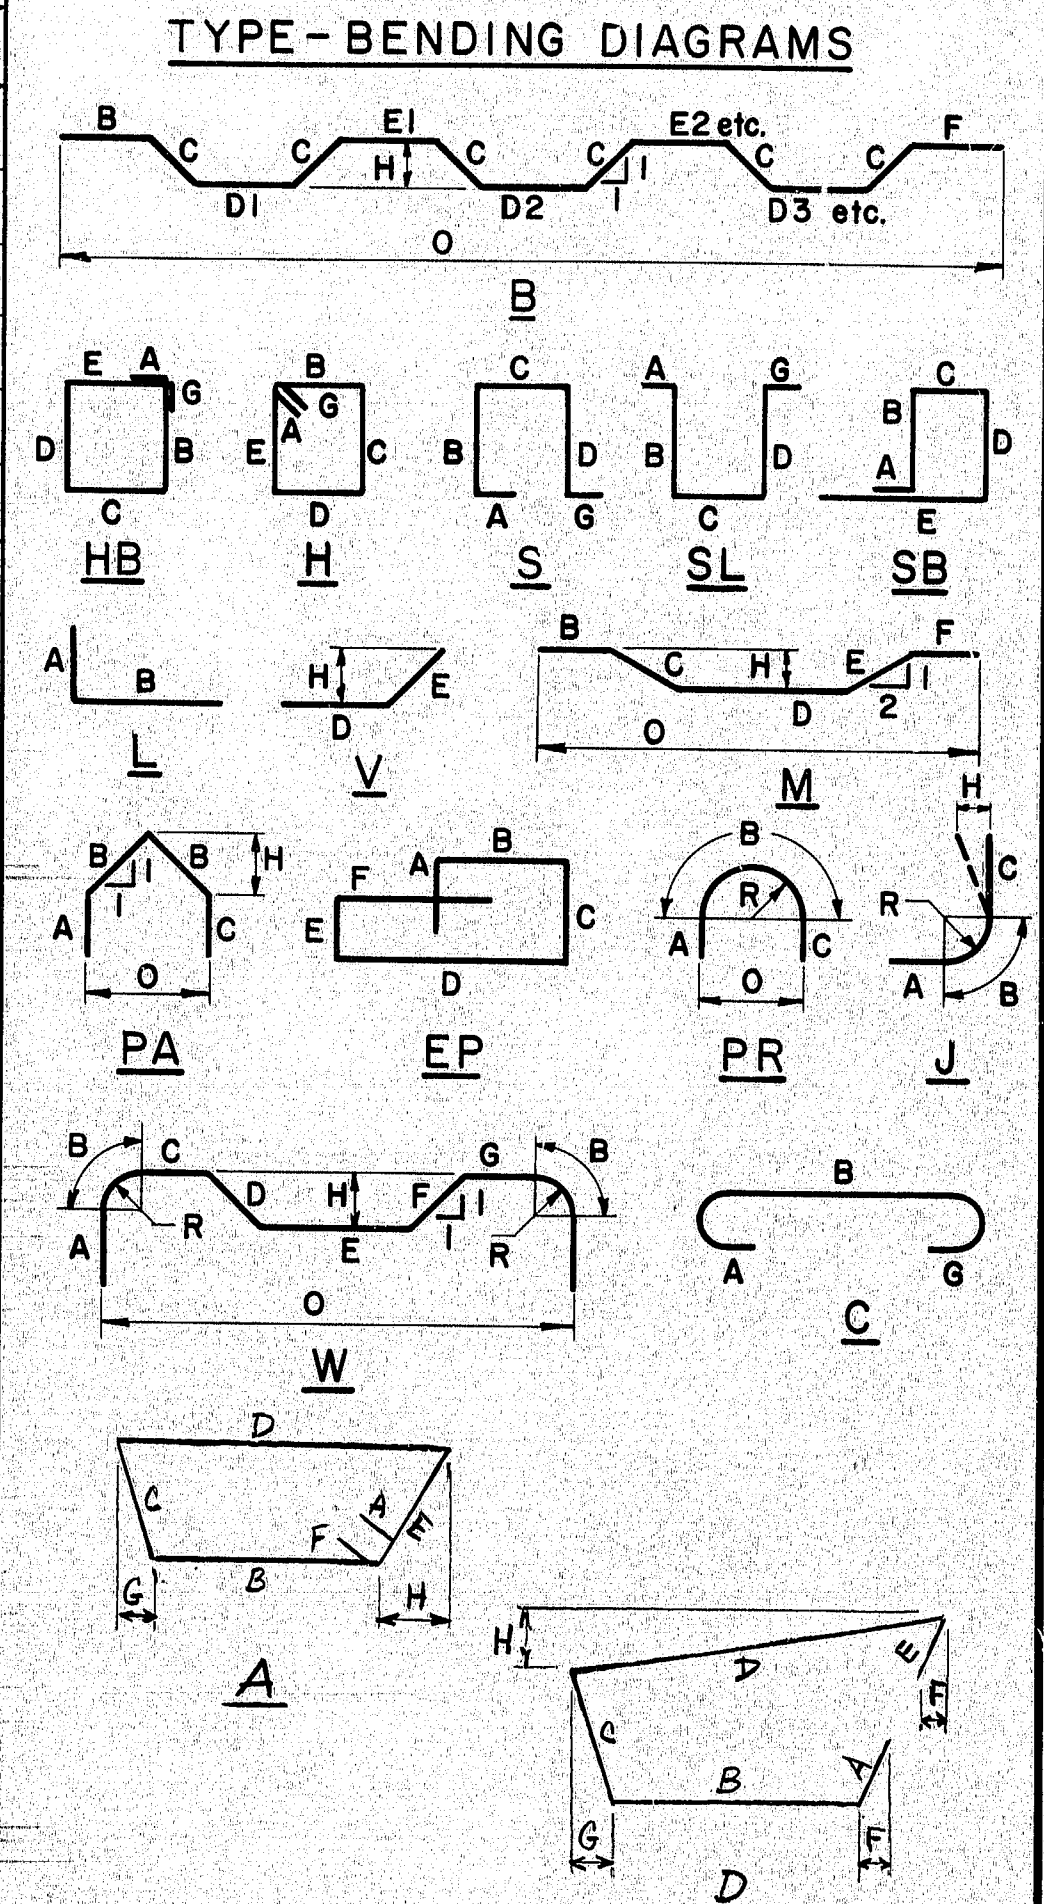 TYPE-BENDING DIAGRAMS
B C C E1 H C C 1 1 E2 etc. C C F
D1 D2 D3 etc.
O
B
E A G D B C
B G A E C D
C B D A G
A G B D C
C B D A E
HB H S SL SB
A B
H E D
B C H E F 1 2 D O
L V M
B B H 1 1 A C O
B A F C E D
B R A C O
H C R A B
PA EP PR J
B C G B D H F 1 1 R R A E O
B A G
W C
D
C A E F
B G H
A
H D E F
C A
B G F
D